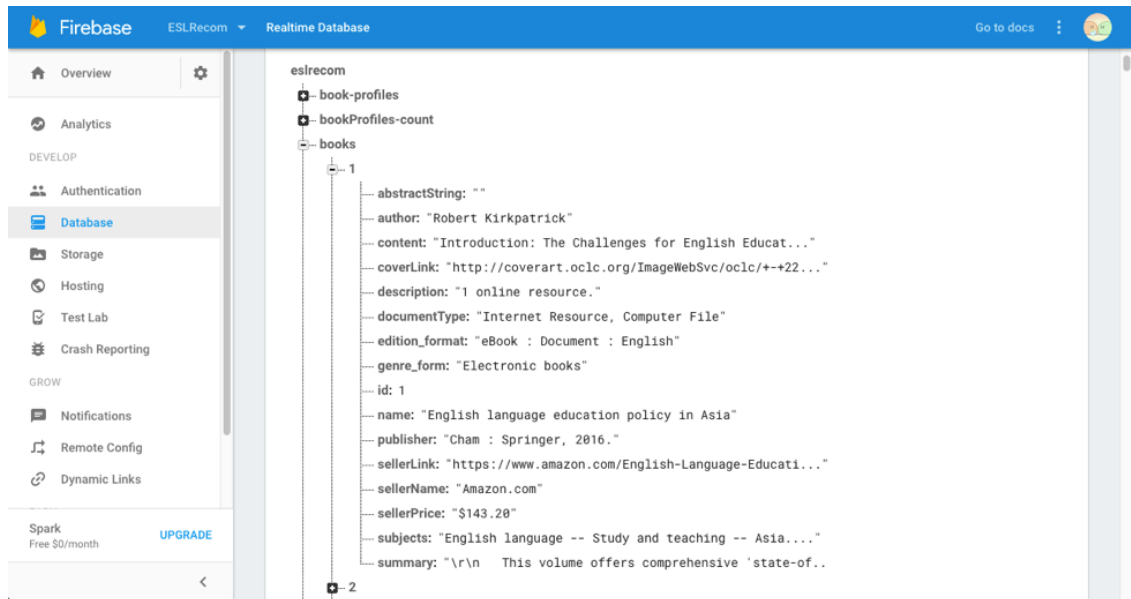 Firebase ESLRecom Realtime Database Go to docs
Overview
Analytics
DEVELOP
Authentication
Database
Storage
Hosting
Test Lab
Crash Reporting
GROW
Notifications
Remote Config
Dynamic Links
Spark
Free $0/month
UPGRADE
eslrecom
book-profiles
bookProfiles-count
books
1
abstractString: ""
author: "Robert Kirkpatrick"
content: "Introduction: The Challenges for English Educat..."
coverLink: "http://coverart.oclc.org/ImageWebSvc/oclc/+-+22..."
description: "1 online resource."
documentType: "Internet Resource, Computer File"
edition_format: "eBook : Document : English"
genre_form: "Electronic books"
id: 1
name: "English language education policy in Asia"
publisher: "Cham : Springer, 2016."
sellerLink: "https://www.amazon.com/English-Language-Educati..."
sellerName: "Amazon.com"
sellerPrice: "$143.20"
subjects: "English language -- Study and teaching -- Asia...."
summary: "\r\n   This volume offers comprehensive 'state-of..
2